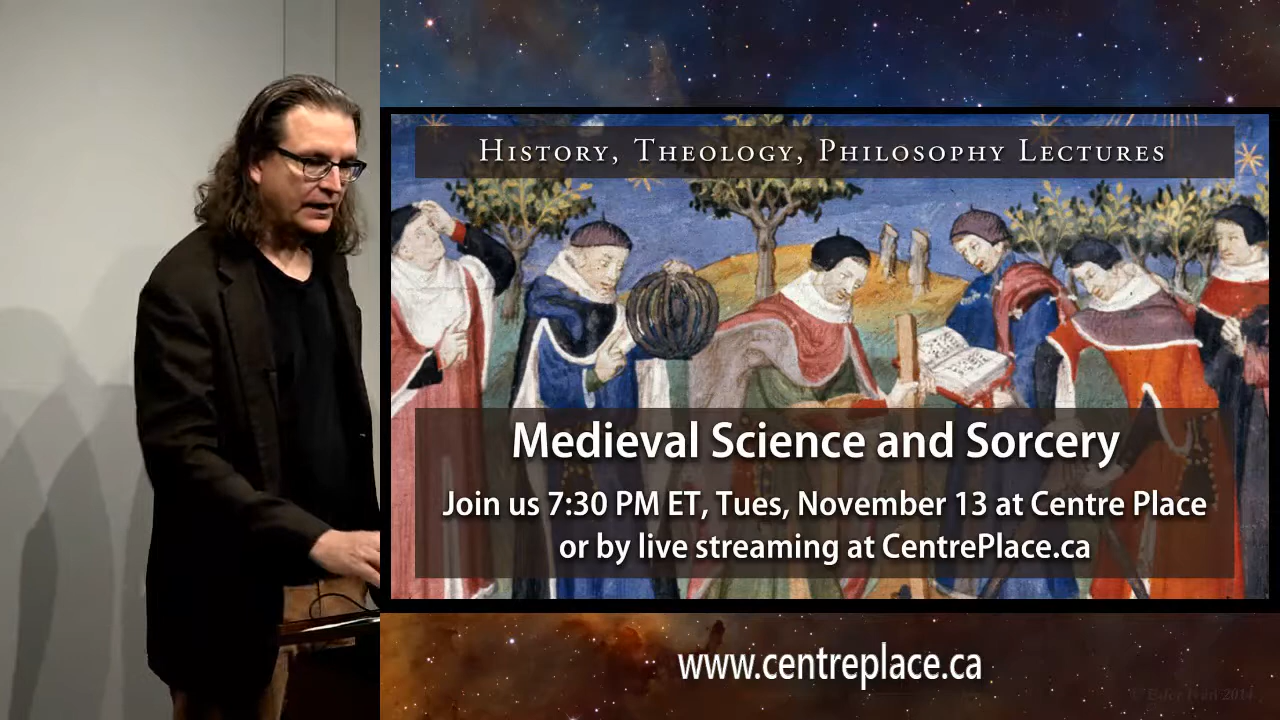 History, Theology, Philosophy Lectures
Medieval Science and Sorcery
Join us 7:30 PM ET, Tues, November 13 at Centre Place
or by live streaming at CentrePlace.ca
www.centreplace.ca